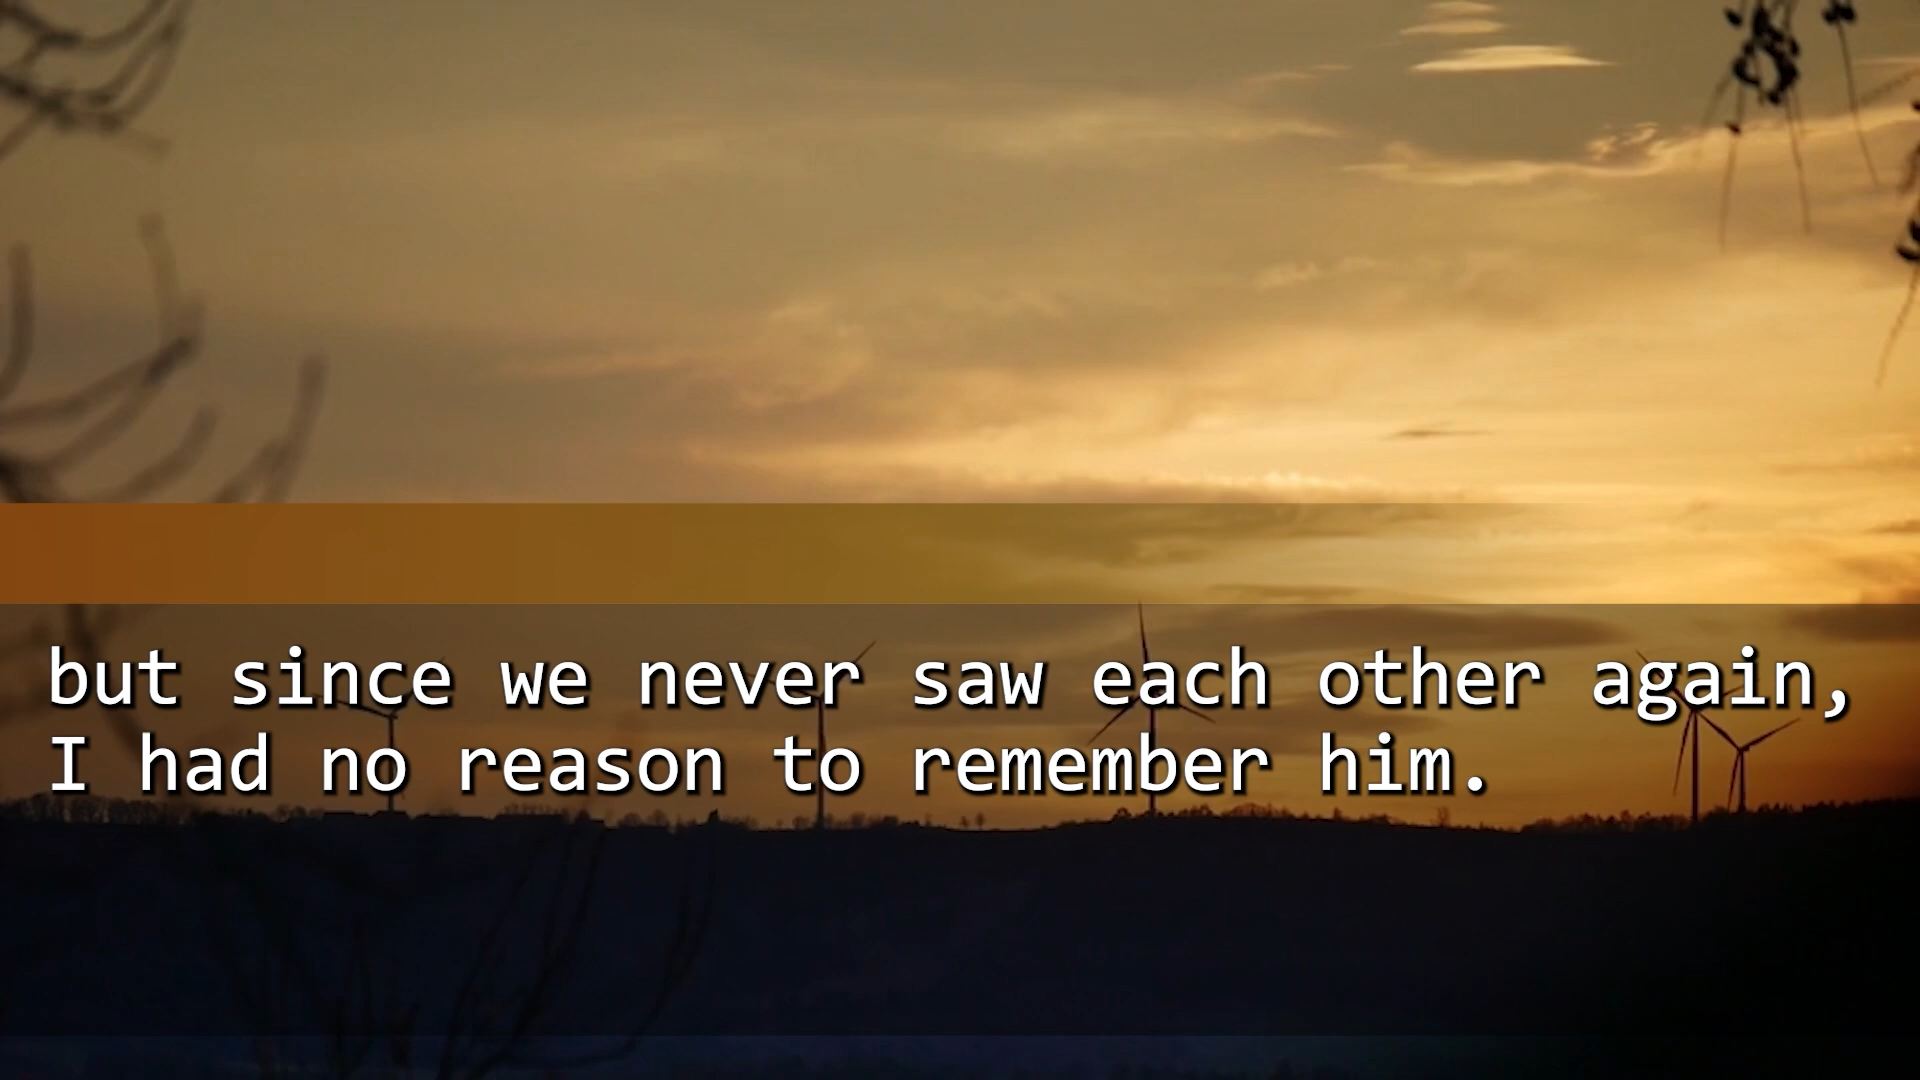 but since we never saw each other again,
I had no reason to remember him.